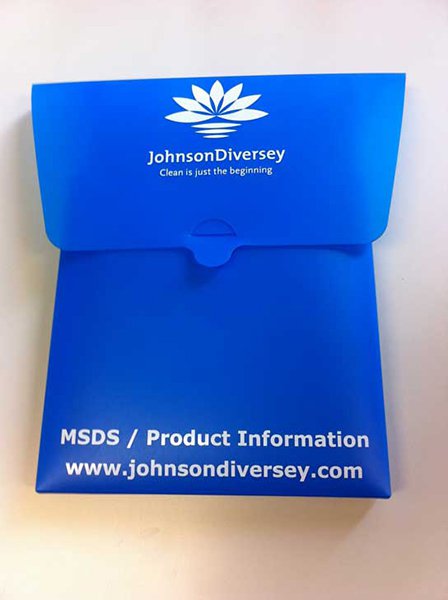 JohnsonDiversey
Clean is just the beginning
MSDS / Product Information
www.johnsondiversey.com